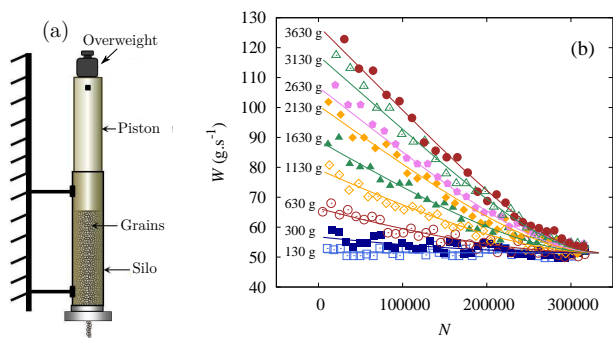 (a)
Overweight
Piston
Grains
Silo
(b)
W (g.s⁻¹)
130
120
110
100
90
80
70
60
50
40
3630 g
3130 g
2630 g
2130 g
1630 g
1130 g
630 g
300 g
130 g
0
100000
200000
300000
N